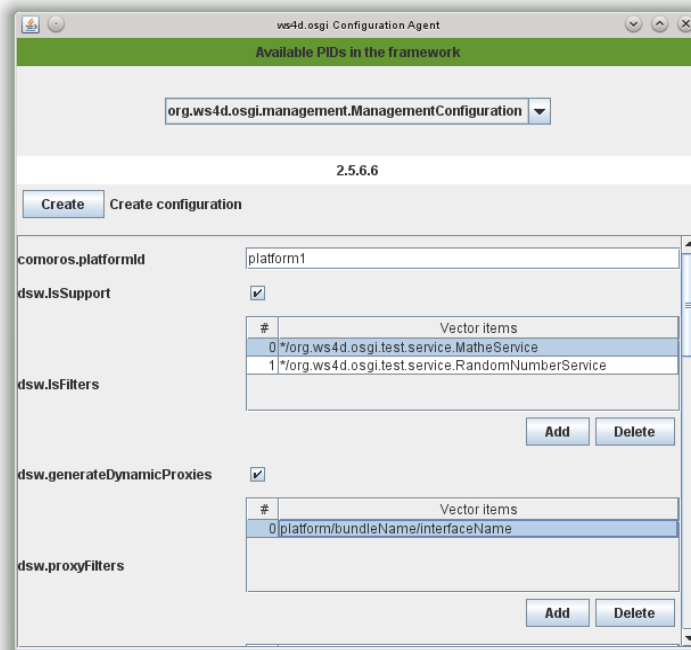 ws4d.osgi Configuration Agent
Available PIDs in the framework
org.ws4d.osgi.management.ManagementConfiguration
2.5.6.6
Create Create configuration
comoros.platformId platform1
dsw.IsSupport
# Vector items
0 */org.ws4d.osgi.test.service.MatheService
1 */org.ws4d.osgi.test.service.RandomNumberService
dsw.IsFilters
Add Delete
dsw.generateDynamicProxies
# Vector items
0 platform/bundleName/interfaceName
dsw.proxyFilters
Add Delete